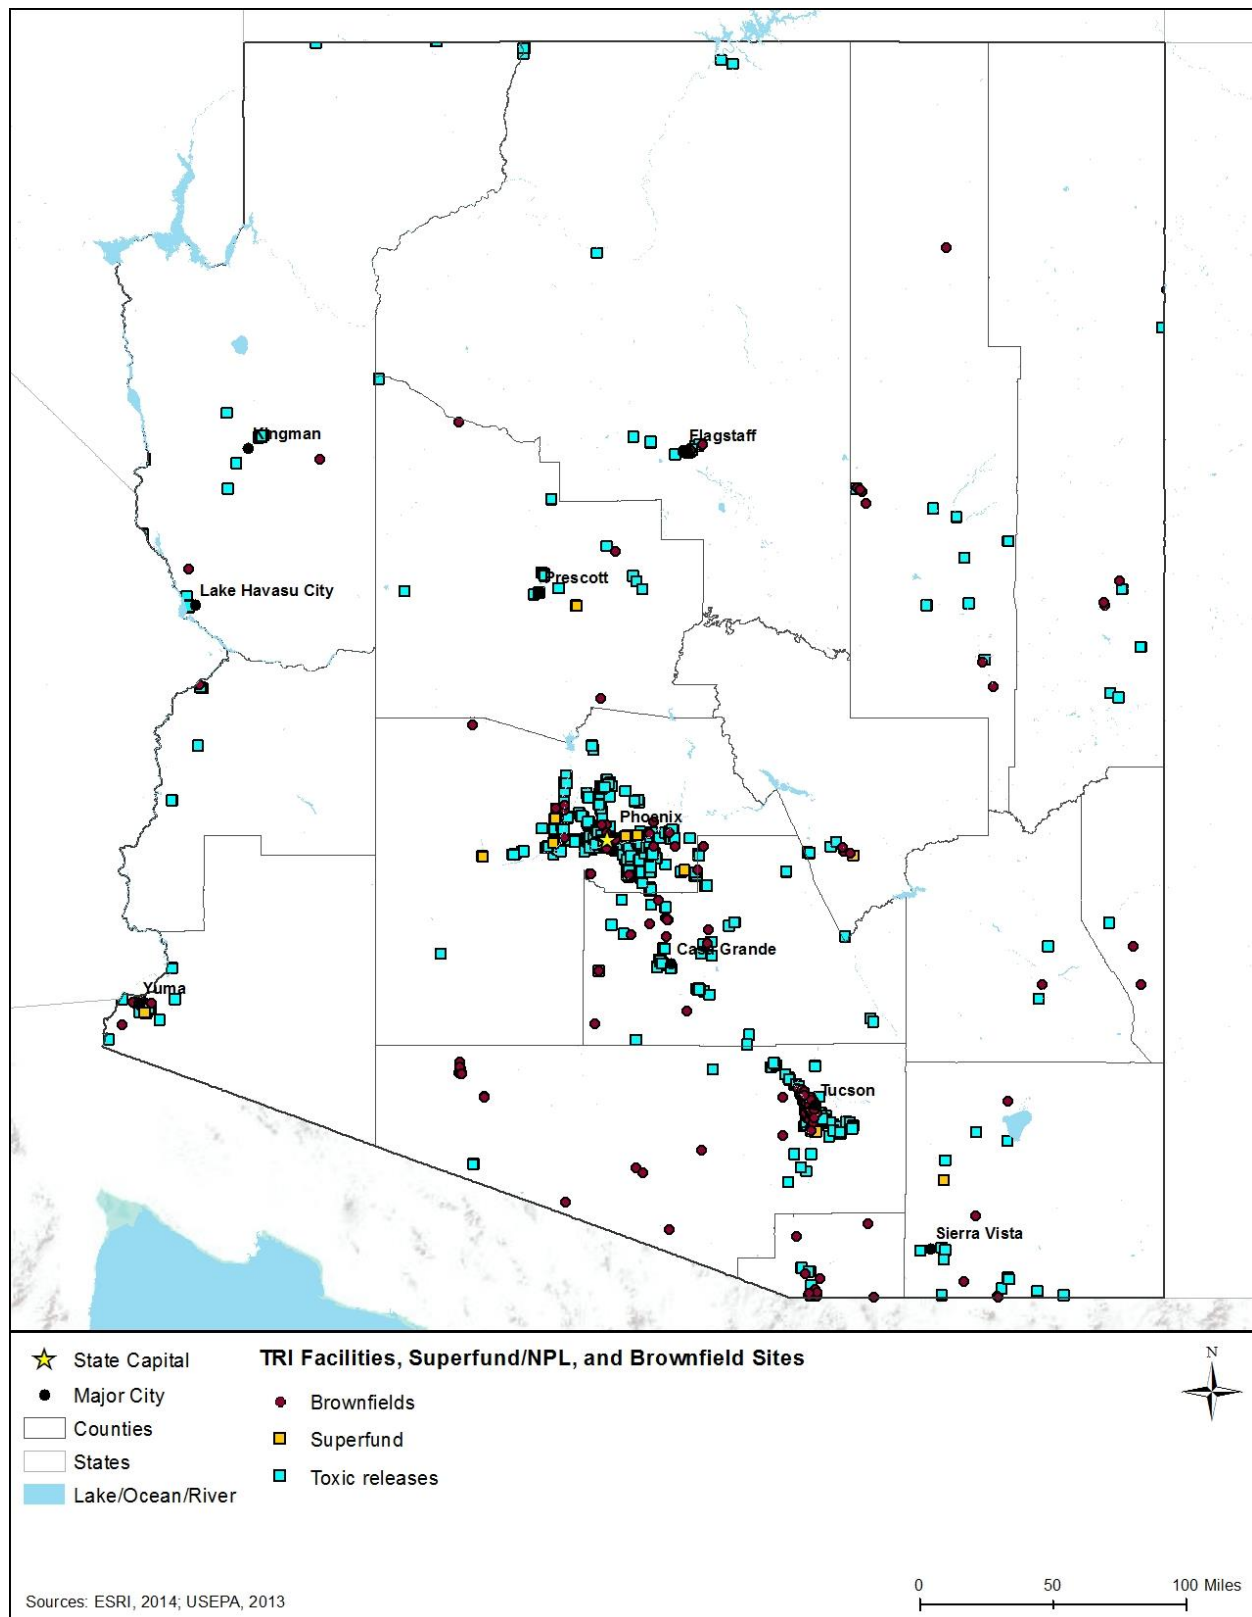 Kingman
Flagstaff
Prescott
Lake Havasu City
Phoenix
Casa Grande
Yuma
Tucson
Sierra Vista
State Capital
Major City
Counties
States
Lake/Ocean/River
TRI Facilities, Superfund/NPL, and Brownfield Sites
Brownfields
Superfund
Toxic releases
N
Sources: ESRI, 2014; USEPA, 2013
0 50 100 Miles